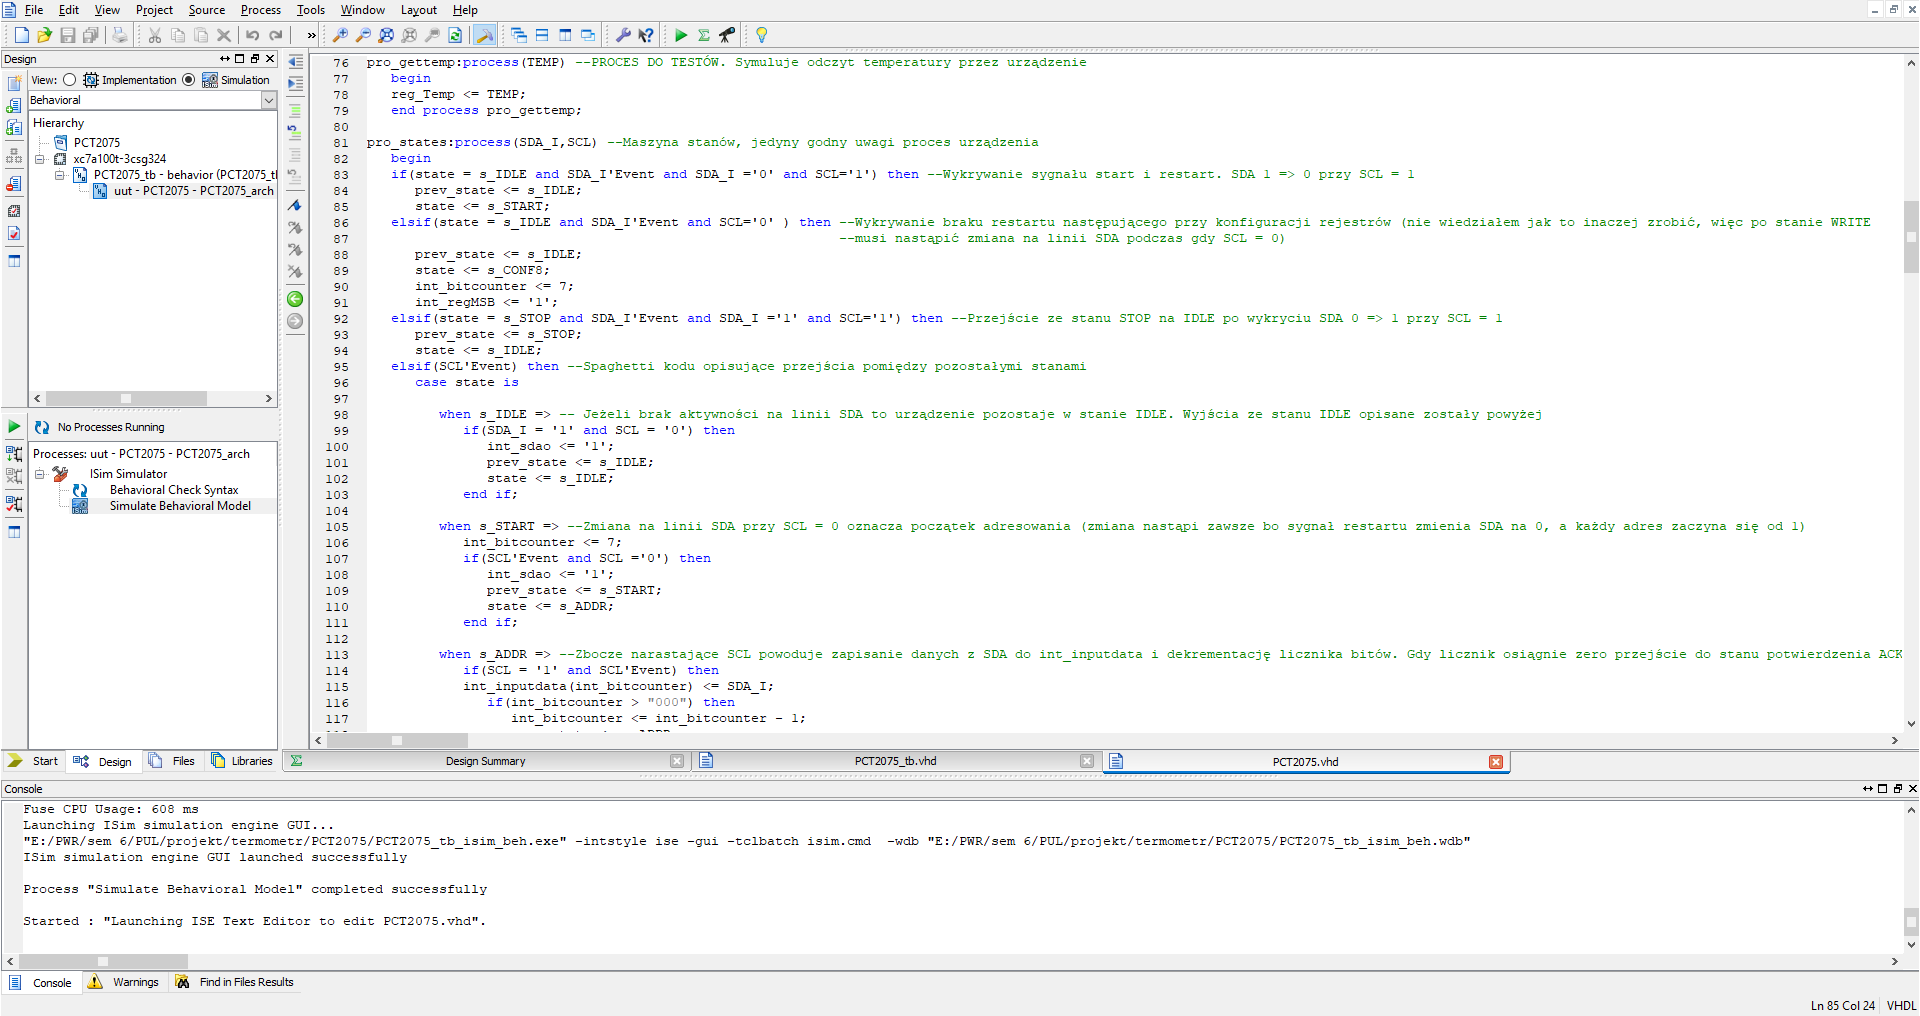 File Edit View Project Source Process Tools Window Layout Help
Design
View: Implementation Simulation
Behavioral
Hierarchy
PCT2075
xc7a100t-3csg324
PCT2075_tb - behavior (PCT2075_tl
uut - PCT2075 - PCT2075_arch
No Processes Running
Processes: uut - PCT2075 - PCT2075_arch
ISim Simulator
Behavioral Check Syntax
Simulate Behavioral Model
Start Design Files Libraries
76 pro_gettemp:process(TEMP) --PROCES DO TESTÓW. Symuluje odczyt temperatury przez urządzenie
77 begin
78 reg_Temp <= TEMP;
79 end process pro_gettemp;
80
81 pro_states:process(SDA_I,SCL) --Maszyna stanów, jedyny godny uwagi proces urządzenia
82 begin
83 if(state = s_IDLE and SDA_I'Event and SDA_I ='0' and SCL='1') then --Wykrywanie sygnału start i restart. SDA 1 => 0 przy SCL = 1
84 prev_state <= s_IDLE;
85 state <= s_START;
86 elsif(state = s_IDLE and SDA_I'Event and SCL='0' ) then --Wykrywanie braku restartu następującego przy konfiguracji rejestrów (nie wiedziałem jak to inaczej zrobić, więc po stanie WRITE
87 --musi nastąpić zmiana na linii SDA podczas gdy SCL = 0)
88 prev_state <= s_IDLE;
89 state <= s_CONF8;
90 int_bitcounter <= 7;
91 int_regMSB <= '1';
92 elsif(state = s_STOP and SDA_I'Event and SDA_I ='1' and SCL='1') then --Przejście ze stanu STOP na IDLE po wykryciu SDA 0 => 1 przy SCL = 1
93 prev_state <= s_STOP;
94 state <= s_IDLE;
95 elsif(SCL'Event) then --Spaghetti kodu opisujące przejścia pomiędzy pozostałymi stanami
96 case state is
97
98 when s_IDLE => -- Jeżeli brak aktywności na linii SDA to urządzenie pozostaje w stanie IDLE. Wyjścia ze stanu IDLE opisane zostały powyżej
99 if(SDA_I = '1' and SCL = '0') then
100 int_sdao <= '1';
101 prev_state <= s_IDLE;
102 state <= s_IDLE;
103 end if;
104
105 when s_START => --Zmiana na linii SDA przy SCL = 0 oznacza początek adresowania (zmiana nastąpi zawsze bo sygnał restartu zmienia SDA na 0, a każdy adres zaczyna się od 1)
106 int_bitcounter <= 7;
107 if(SCL'Event and SCL ='0') then
108 int_sdao <= '1';
109 prev_state <= s_START;
110 state <= s_ADDR;
111 end if;
112
113 when s_ADDR => --Zbocze narastające SCL powoduje zapisanie danych z SDA do int_inputdata i dekrementację licznika bitów. Gdy licznik osiągnie zero przejście do stanu potwierdzenia ACK
114 if(SCL = '1' and SCL'Event) then
115 int_inputdata(int_bitcounter) <= SDA_I;
116 if(int_bitcounter > "000") then
117 int_bitcounter <= int_bitcounter - 1;
Design Summary PCT2075_tb.vhd PCT2075.vhd
Console
Fuse CPU Usage: 608 ms
Launching ISim simulation engine GUI...
"E:/PWR/sem 6/PUL/projekt/termometr/PCT2075/PCT2075_tb_isim_beh.exe" -intstyle ise -gui -tclbatch isim.cmd -wdb "E:/PWR/sem 6/PUL/projekt/termometr/PCT2075/PCT2075_tb_isim_beh.wdb"
ISim simulation engine GUI launched successfully
Process "Simulate Behavioral Model" completed successfully
Started : "Launching ISE Text Editor to edit PCT2075.vhd".
Console Warnings Find in Files Results
Ln 85 Col 24 VHDL